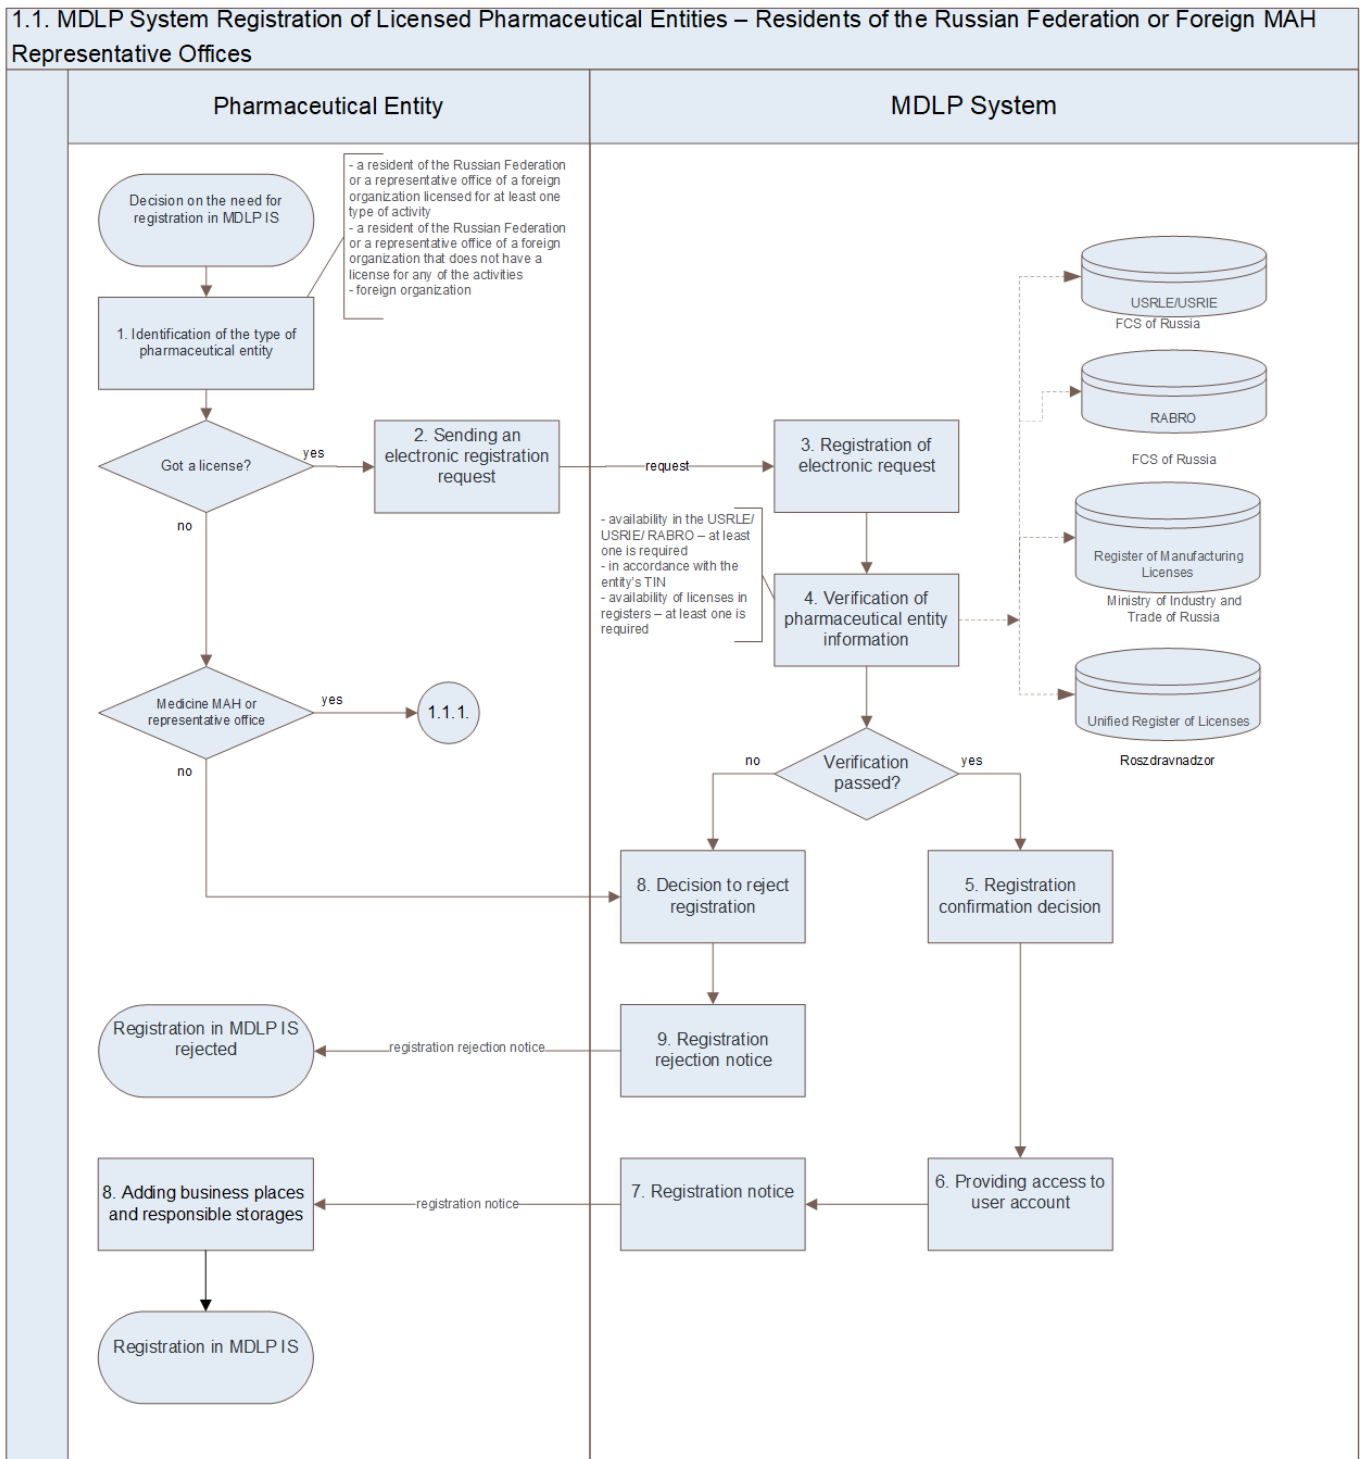 1.1. MDLP System Registration of Licensed Pharmaceutical Entities – Residents of the Russian Federation or Foreign MAH
Representative Offices
Pharmaceutical Entity
MDLP System
Decision on the need for
registration in MDLP IS
- a resident of the Russian Federation
or a representative office of a foreign
organization licensed for at least one
type of activity
- a resident of the Russian Federation
or a representative office of a foreign
organization that does not have a
license for any of the activities
- foreign organization
1. Identification of the type of
pharmaceutical entity
Got a license?
yes
no
2. Sending an
electronic registration
request
request
3. Registration of
electronic request
- availability in the USRLE/
USRIE/ RABRO – at least
one is required
- in accordance with the
entity's TIN
- availability of licenses in
registers – at least one is
required
4. Verification of
pharmaceutical entity
information
USRLE/USRIE
FCS of Russia
RABRO
FCS of Russia
Register of Manufacturing
Licenses
Ministry of Industry and
Trade of Russia
Unified Register of Licenses
Roszdravnadzor
Medicine MAH or
representative office
yes
no
1.1.1.
Verification
passed?
no
yes
8. Decision to reject
registration
5. Registration
confirmation decision
Registration in MDLP IS
rejected
registration rejection notice
9. Registration
rejection notice
8. Adding business places
and responsible storages
registration notice
7. Registration notice
6. Providing access to
user account
Registration in MDLP IS